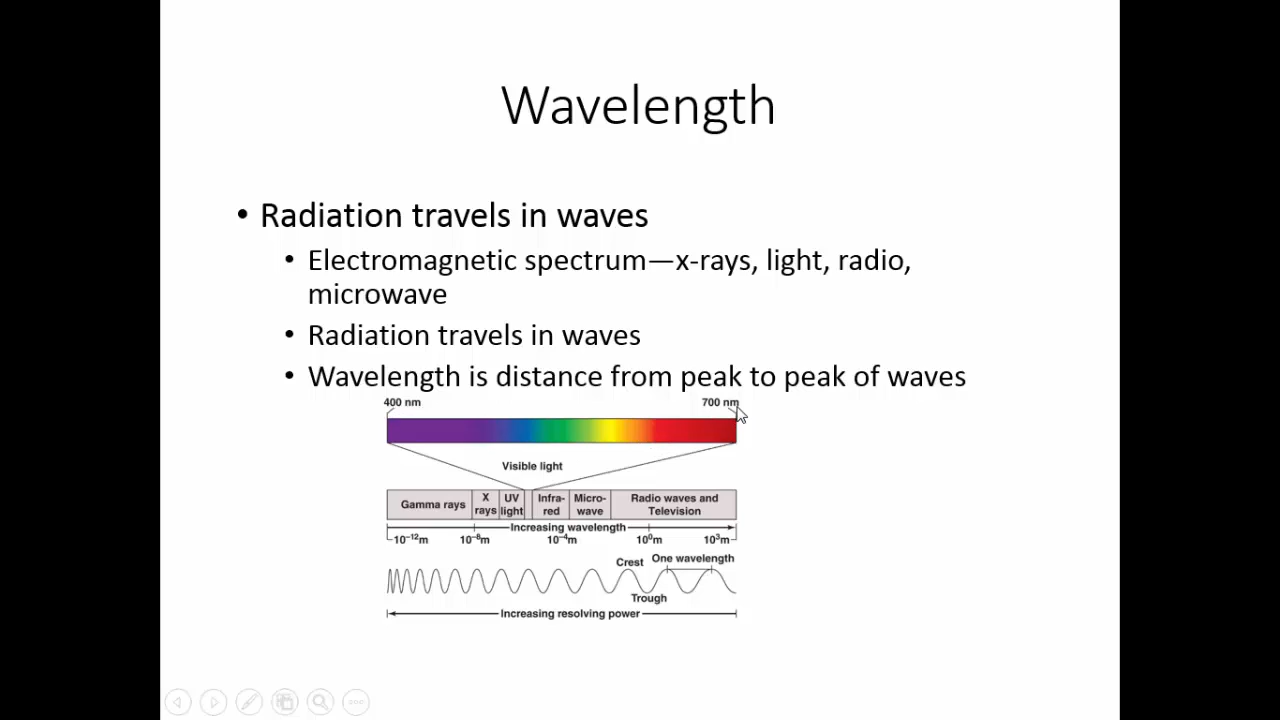 Wavelength
• Radiation travels in waves
• Electromagnetic spectrum—x-rays, light, radio,
microwave
• Radiation travels in waves
• Wavelength is distance from peak to peak of waves
400 nm 700 nm
Visible light
Gamma rays X rays UV light Infra-red Micro-wave Radio waves and Television
Increasing wavelength
10⁻¹²m 10⁻⁸m 10⁻⁴m 10⁰m 10³m
Crest One wavelength
Trough
Increasing resolving power